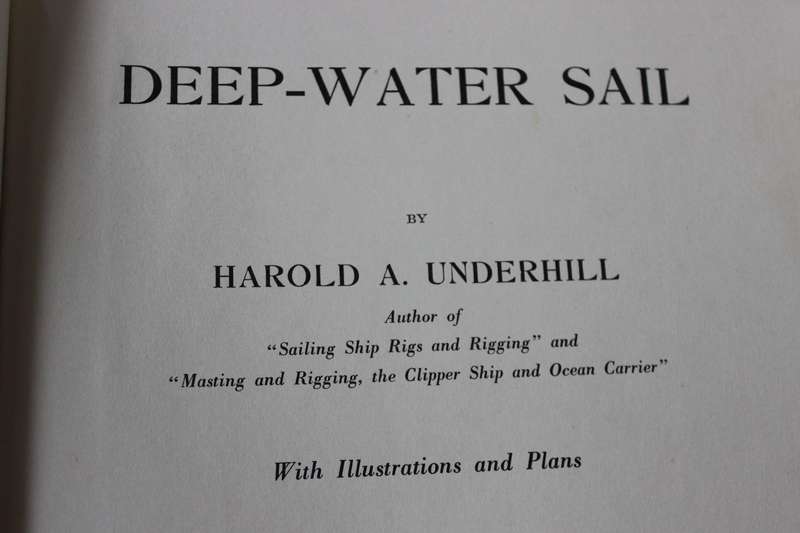 DEEP-WATER SAIL
BY
HAROLD A. UNDERHILL
Author of
“Sailing Ship Rigs and Rigging” and
“Masting and Rigging, the Clipper Ship and Ocean Carrier”
With Illustrations and Plans